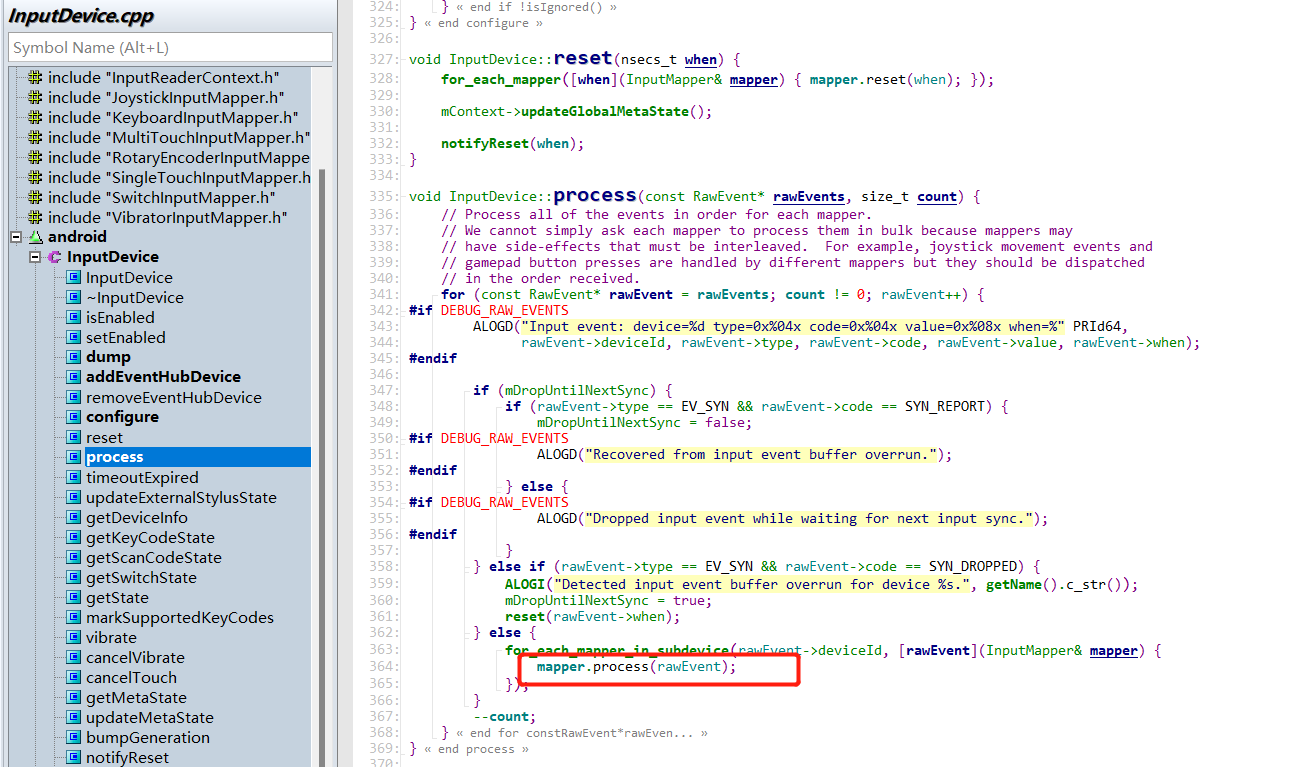 InputDevice.cpp
Symbol Name (Alt+L)
include "InputReaderContext.h"
include "JoystickInputMapper.h"
include "KeyboardInputMapper.h"
include "MultiTouchInputMapper.h"
include "RotaryEncoderInputMappe
include "SingleTouchInputMapper.h
include "SwitchInputMapper.h"
include "VibratorInputMapper.h"
android
InputDevice
InputDevice
~InputDevice
isEnabled
setEnabled
dump
addEventHubDevice
removeEventHubDevice
configure
reset
process
timeoutExpired
updateExternalStylusState
getDeviceInfo
getKeyCodeState
getScanCodeState
getSwitchState
getState
markSupportedKeyCodes
vibrate
cancelVibrate
cancelTouch
getMetaState
updateMetaState
bumpGeneration
notifyReset
324: } « end if !isIgnored() »
325: } « end configure »
326:
327: void InputDevice::reset(nsecs_t when) {
328: for_each_mapper([when](InputMapper& mapper) { mapper.reset(when); });
329:
330: mContext->updateGlobalMetaState();
331:
332: notifyReset(when);
333: }
334:
335: void InputDevice::process(const RawEvent* rawEvents, size_t count) {
336: // Process all of the events in order for each mapper.
337: // We cannot simply ask each mapper to process them in bulk because mappers may
338: // have side-effects that must be interleaved.  For example, joystick movement events and
339: // gamepad button presses are handled by different mappers but they should be dispatched
340: // in the order received.
341: for (const RawEvent* rawEvent = rawEvents; count != 0; rawEvent++) {
342: #if DEBUG_RAW_EVENTS
343: ALOGD("Input event: device=%d type=0x%04x code=0x%04x value=0x%08x when=%" PRId64,
344: rawEvent->deviceId, rawEvent->type, rawEvent->code, rawEvent->value, rawEvent->when);
345: #endif
346:
347: if (mDropUntilNextSync) {
348: if (rawEvent->type == EV_SYN && rawEvent->code == SYN_REPORT) {
349: mDropUntilNextSync = false;
350: #if DEBUG_RAW_EVENTS
351: ALOGD("Recovered from input event buffer overrun.");
352: #endif
353: } else {
354: #if DEBUG_RAW_EVENTS
355: ALOGD("Dropped input event while waiting for next input sync.");
356: #endif
357: }
358: } else if (rawEvent->type == EV_SYN && rawEvent->code == SYN_DROPPED) {
359: ALOGI("Detected input event buffer overrun for device %s.", getName().c_str());
360: mDropUntilNextSync = true;
361: reset(rawEvent->when);
362: } else {
363: for_each_mapper_in_subdevice(rawEvent->deviceId, [rawEvent](InputMapper& mapper) {
364: mapper.process(rawEvent);
365: });
366: }
367: --count;
368: } « end for constRawEvent*rawEven... »
369: } « end process »
370: